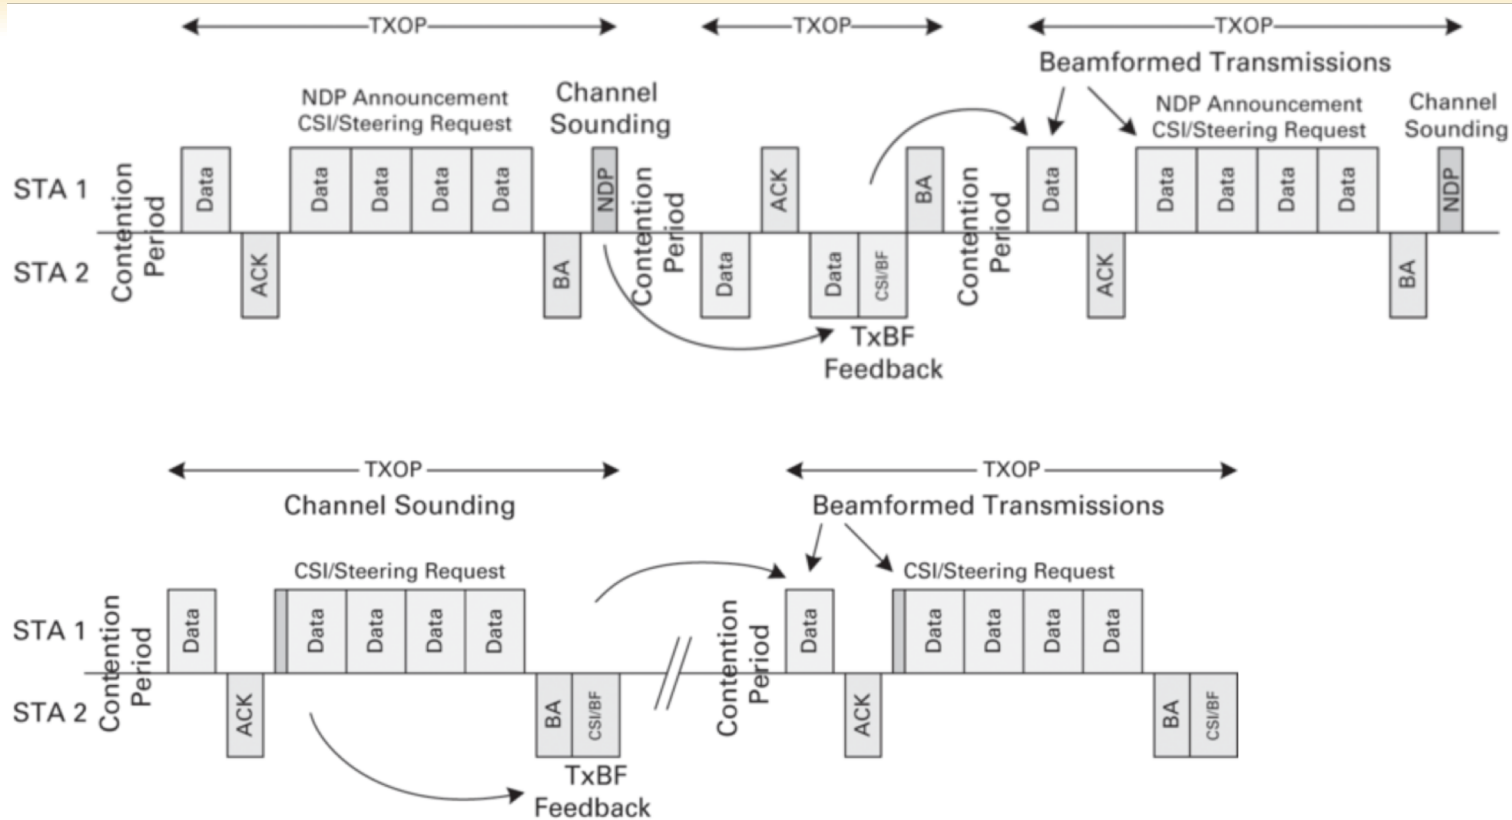 TXOP
TXOP
TXOP
Beamformed Transmissions
NDP Announcement
CSI/Steering Request
Channel
Sounding
NDP Announcement
CSI/Steering Request
Channel
Sounding
STA 1
STA 2
Contention
Period
Data
ACK
Data
Data
Data
Data
BA
NDP
Contention
Period
Data
ACK
Data
CSI/BF
BA
TxBF
Feedback
Contention
Period
Data
ACK
Data
Data
Data
Data
BA
NDP
TXOP
TXOP
Channel Sounding
Beamformed Transmissions
CSI/Steering Request
CSI/Steering Request
STA 1
STA 2
Contention
Period
Data
ACK
Data
Data
Data
Data
BA
CSI/BF
TxBF
Feedback
Contention
Period
Data
ACK
Data
Data
Data
Data
BA
CSI/BF